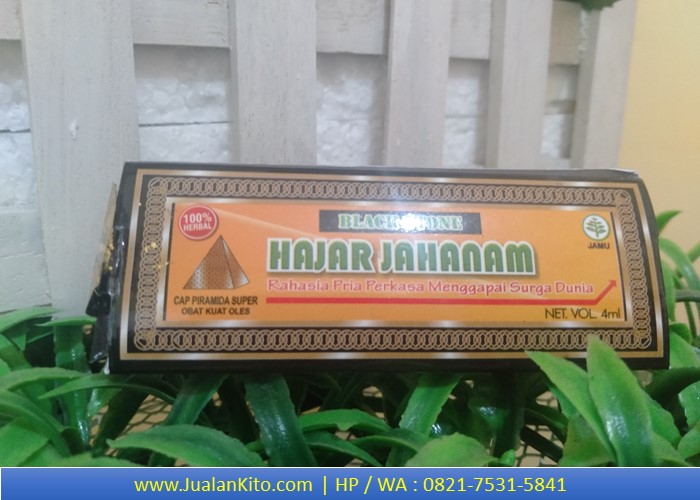 100%
HERBAL
BLACK STONE
HAJAR JAHANAM
JAMU
Rahasia Pria Perkasa Menggapai Surga Dunia
CAP PIRAMIDA SUPER
OBAT KUAT OLES
NET. VOL. 4ml
www.JualanKito.com | HP / WA : 0821-7531-5841